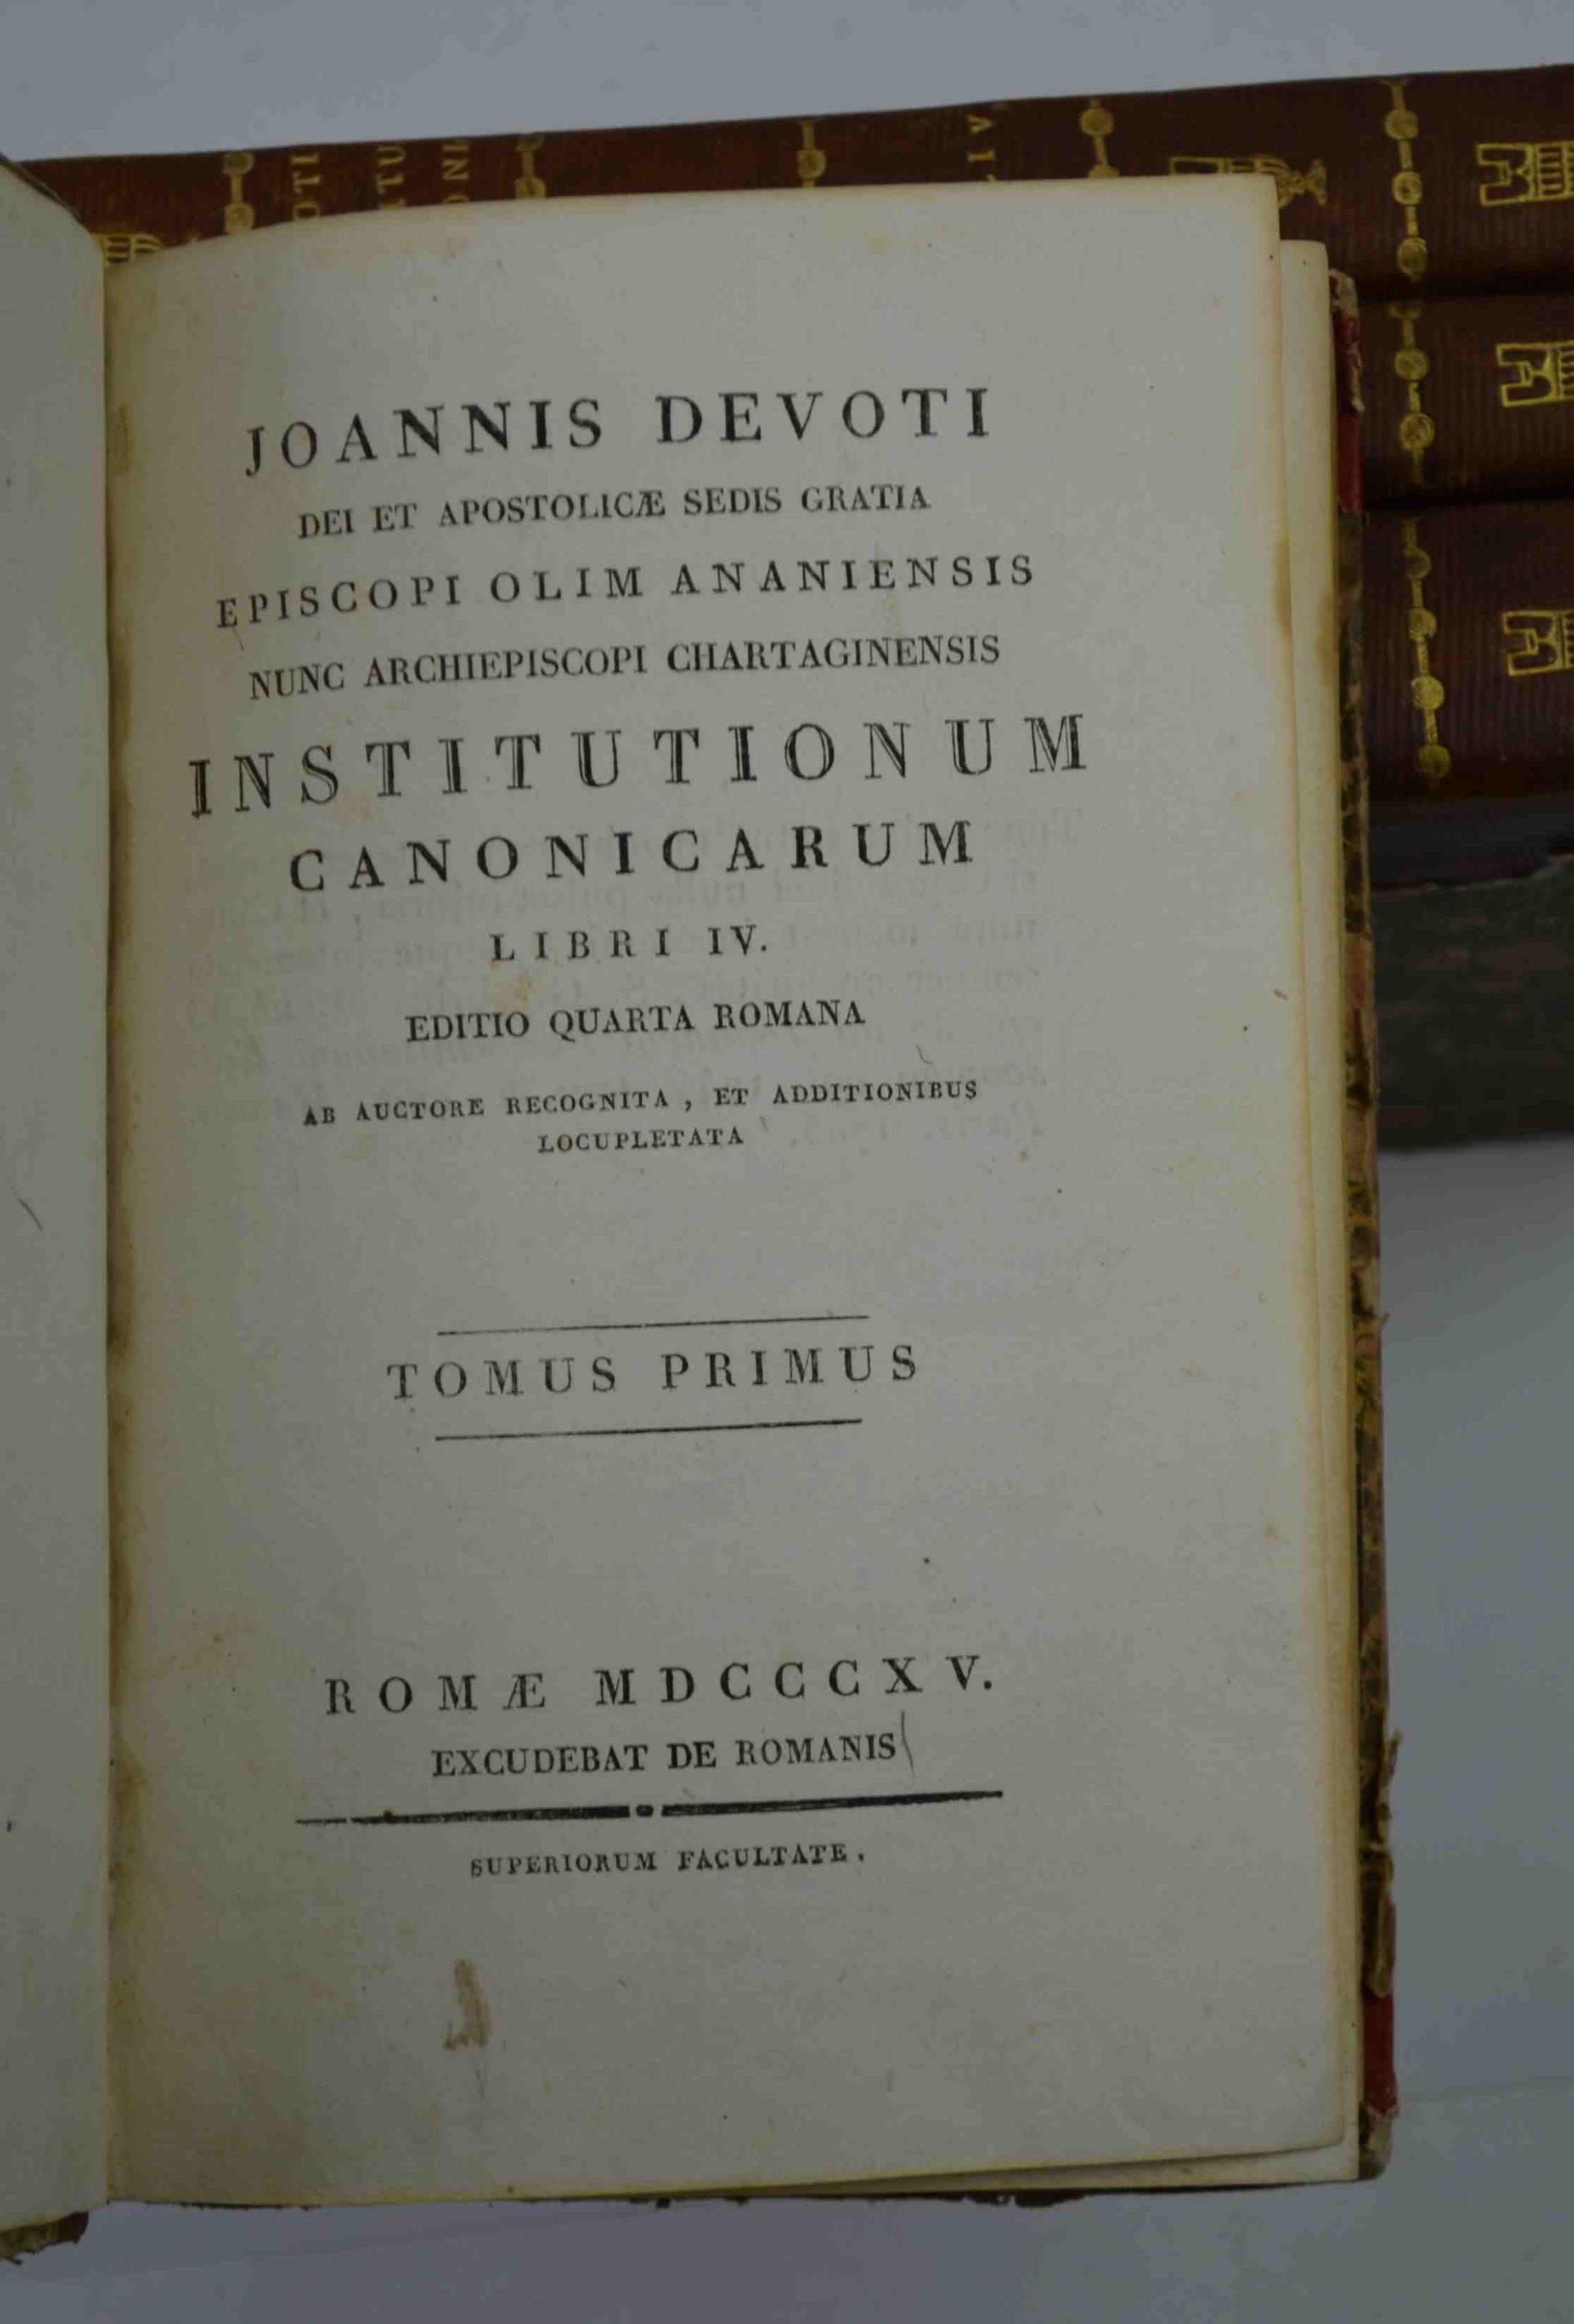 JOANNIS DEVOTI
DEI ET APOSTOLICÆ SEDIS GRATIA
EPISCOPI OLIM ANANIENSIS
NUNC ARCHIEPISCOPI CHARTAGINENSIS
INSTITUTIONUM
CANONICARUM
LIBRI IV.
EDITIO QUARTA ROMANA
AB AUCTORE RECOGNITA , ET ADDITIONIBUS
LOCUPLETATA
TOMUS PRIMUS
ROMÆ MDCCCXV.
EXCUDEBAT DE ROMANIS
SUPERIORUM FACULTATE.